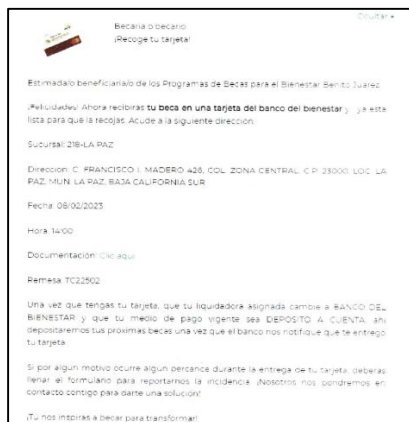 Ocultar
Becaria o becario:
¡Recoge tu tarjeta!
Estimada/o beneficiaria/o de los Programas de Becas para el Bienestar Benito Juárez
¡Felicidades! Ahora recibirás tu beca en una tarjeta del banco del bienestar y ya está
lista para que la recojas. Acude a la siguiente dirección:
Sucursal: 218-LA PAZ
Dirección: C. FRANCISCO I. MADERO 428, COL. ZONA CENTRAL, C.P. 23000, LOC. LA
PAZ, MUN. LA PAZ, BAJA CALIFORNIA SUR
Fecha: 08/02/2023
Hora: 14:00
Documentación: Clic aquí
Remesa: TC22502
Una vez que tengas tu tarjeta, que tu liquidadora asignada cambie a BANCO DEL
BIENESTAR y que tu medio de pago vigente sea DEPÓSITO A CUENTA, ahí
depositaremos tus próximas becas una vez que el banco nos notifique que te entregó
tu tarjeta.
Si por algún motivo ocurre algún percance durante la entrega de tu tarjeta, deberás
llenar el formulario para reportarnos la incidencia. ¡Nosotros nos pondremos en
contacto contigo para darte una solución!
¡Tú nos inspiras a becar para transformar!